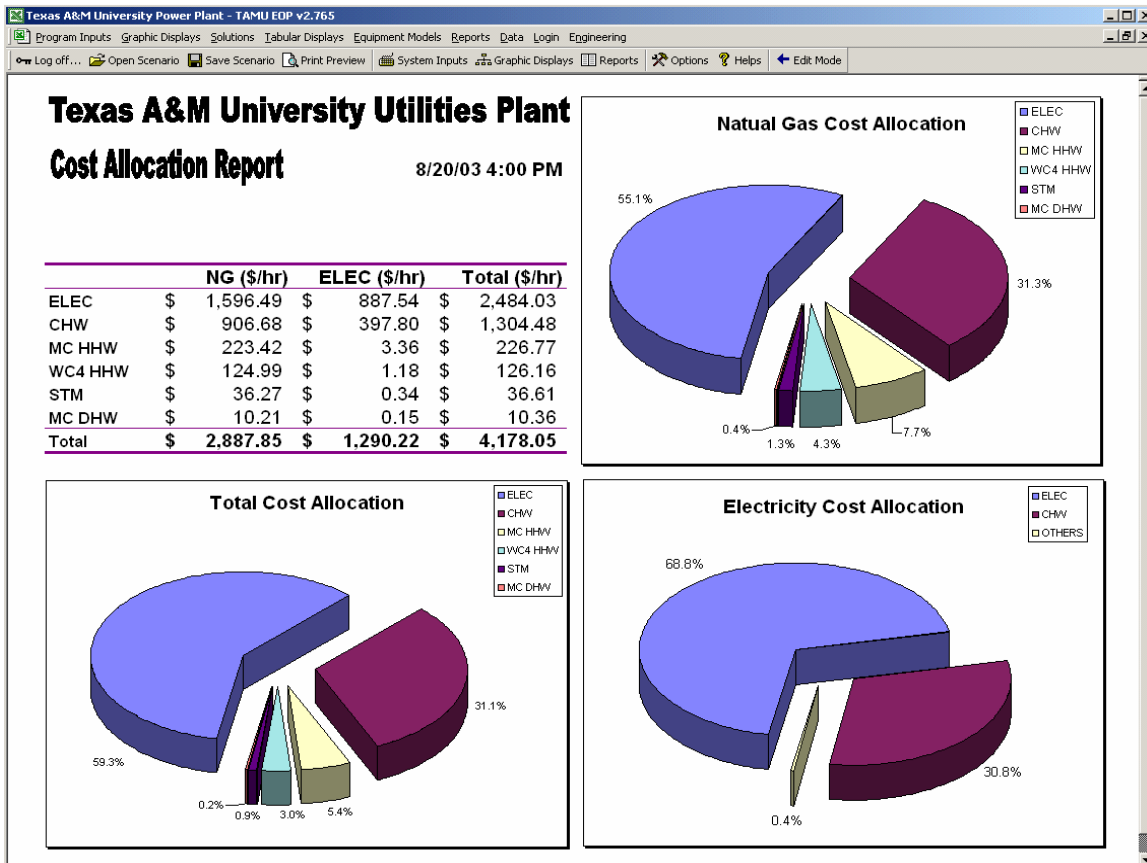 Texas A&M University Power Plant - TAMU EOP v2.765
Program Inputs Graphic Displays Solutions Tabular Displays Equipment Models Reports Data Login Engineering
Log off... Open Scenario Save Scenario Print Preview System Inputs Graphic Displays Reports Options Helps Edit Mode
Texas A&M University Utilities Plant
Cost Allocation Report 8/20/03 4:00 PM
NG ($/hr) ELEC ($/hr) Total ($/hr)
ELEC $ 1,596.49 $ 887.54 $ 2,484.03
CHW $ 906.68 $ 397.80 $ 1,304.48
MC HHW $ 223.42 $ 3.36 $ 226.77
WC4 HHW $ 124.99 $ 1.18 $ 126.16
STM $ 36.27 $ 0.34 $ 36.61
MC DHW $ 10.21 $ 0.15 $ 10.36
Total $ 2,887.85 $ 1,290.22 $ 4,178.05
Natual Gas Cost Allocation
ELEC
CHW
MC HHW
WC4 HHW
STM
MC DHW
55.1%
31.3%
0.4%
1.3%
4.3%
7.7%
Total Cost Allocation
ELEC
CHW
MC HHW
WC4 HHW
STM
MC DHW
31.1%
59.3%
0.2%
0.9%
3.0%
5.4%
Electricity Cost Allocation
ELEC
CHW
OTHERS
68.8%
30.8%
0.4%